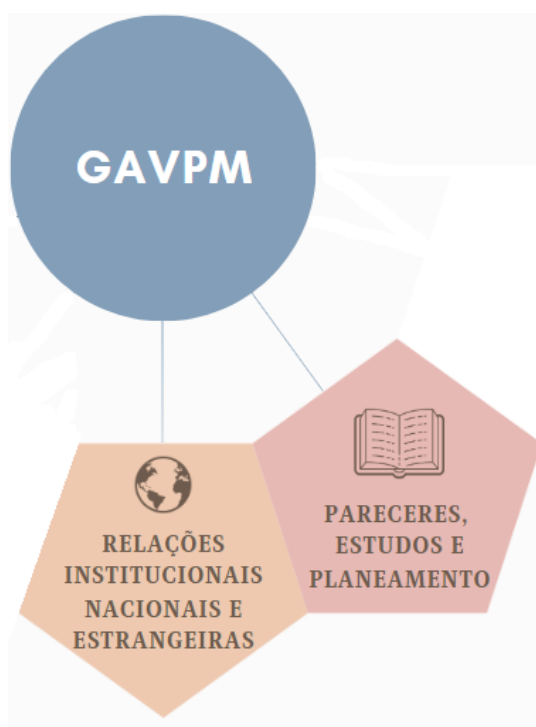 GAVPM
RELAÇÕES
INSTITUCIONAIS
NACIONAIS E
ESTRANGEIRAS
PARECERES,
ESTUDOS E
PLANEAMENTO